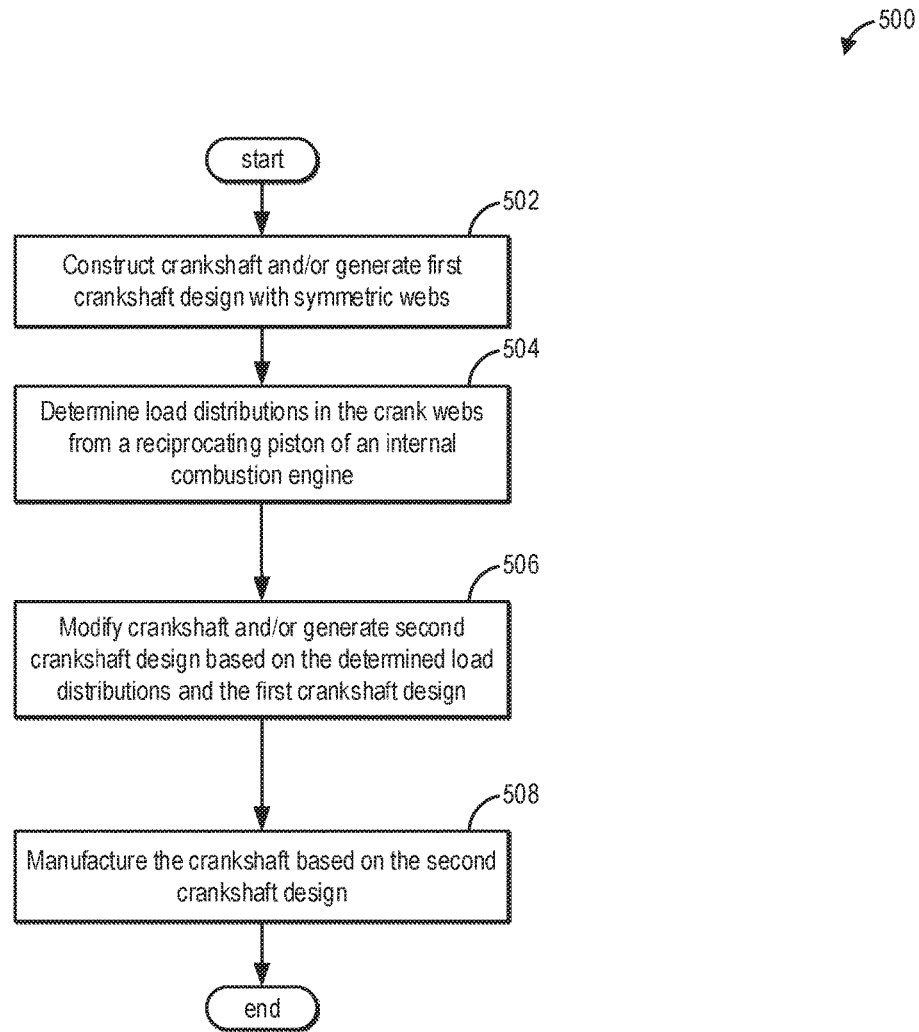 500
start
502
Construct crankshaft and/or generate first
crankshaft design with symmetric webs
504
Determine load distributions in the crank webs
from a reciprocating piston of an internal
combustion engine
506
Modify crankshaft and/or generate second
crankshaft design based on the determined load
distributions and the first crankshaft design
508
Manufacture the crankshaft based on the second
crankshaft design
end